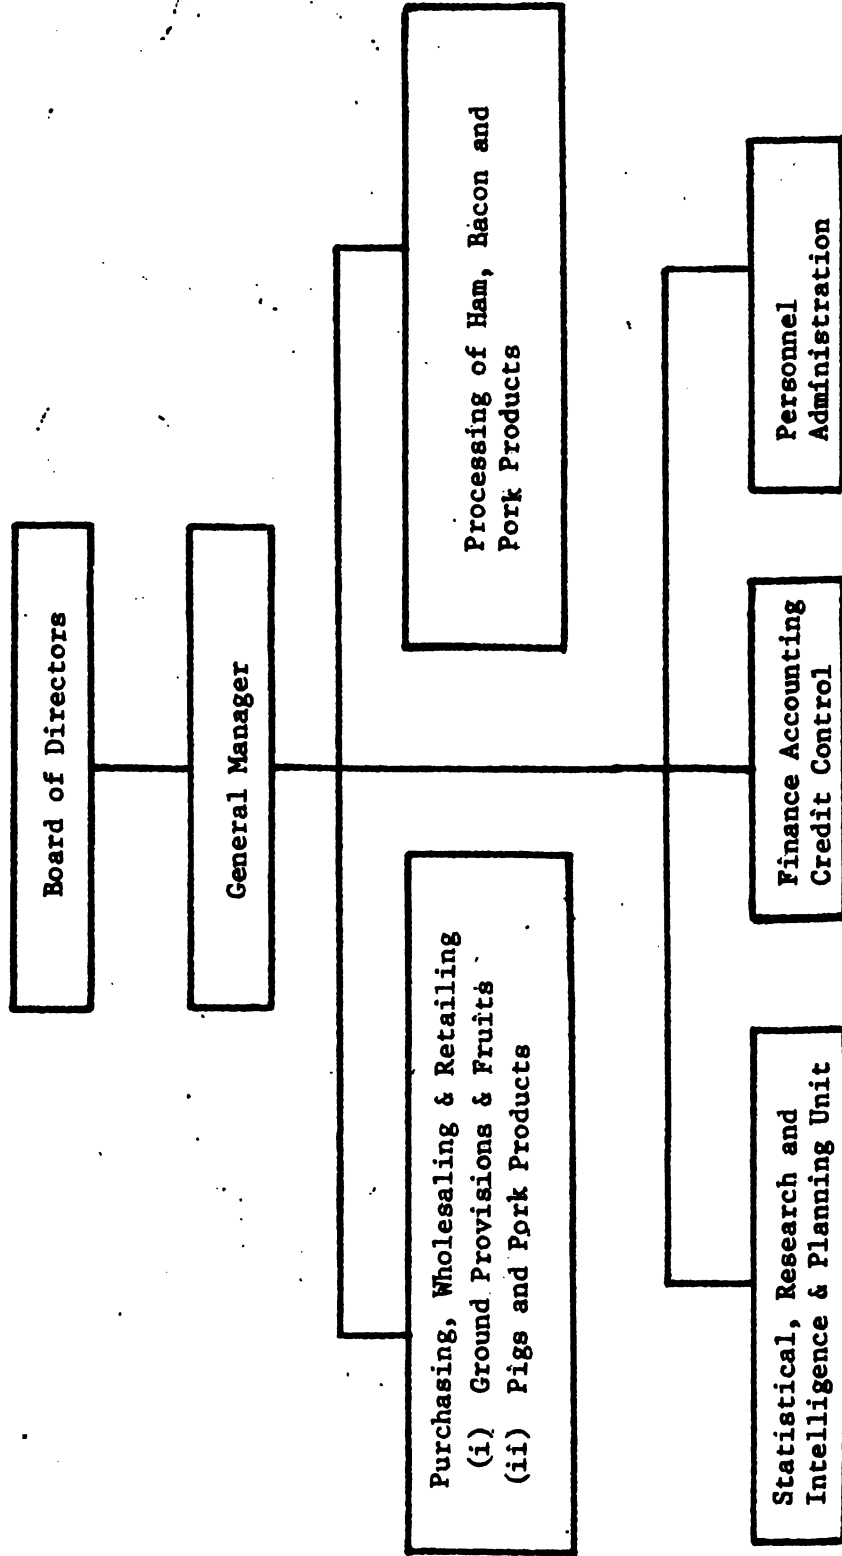 Board of Directors
General Manager
Purchasing, Wholesaling & Retailing
(i) Ground Provisions & Fruits
(ii) Pigs and Pork Products
Processing of Ham, Bacon and
Pork Products
Statistical, Research and
Intelligence & Planning Unit
Finance Accounting
Credit Control
Personnel
Administration